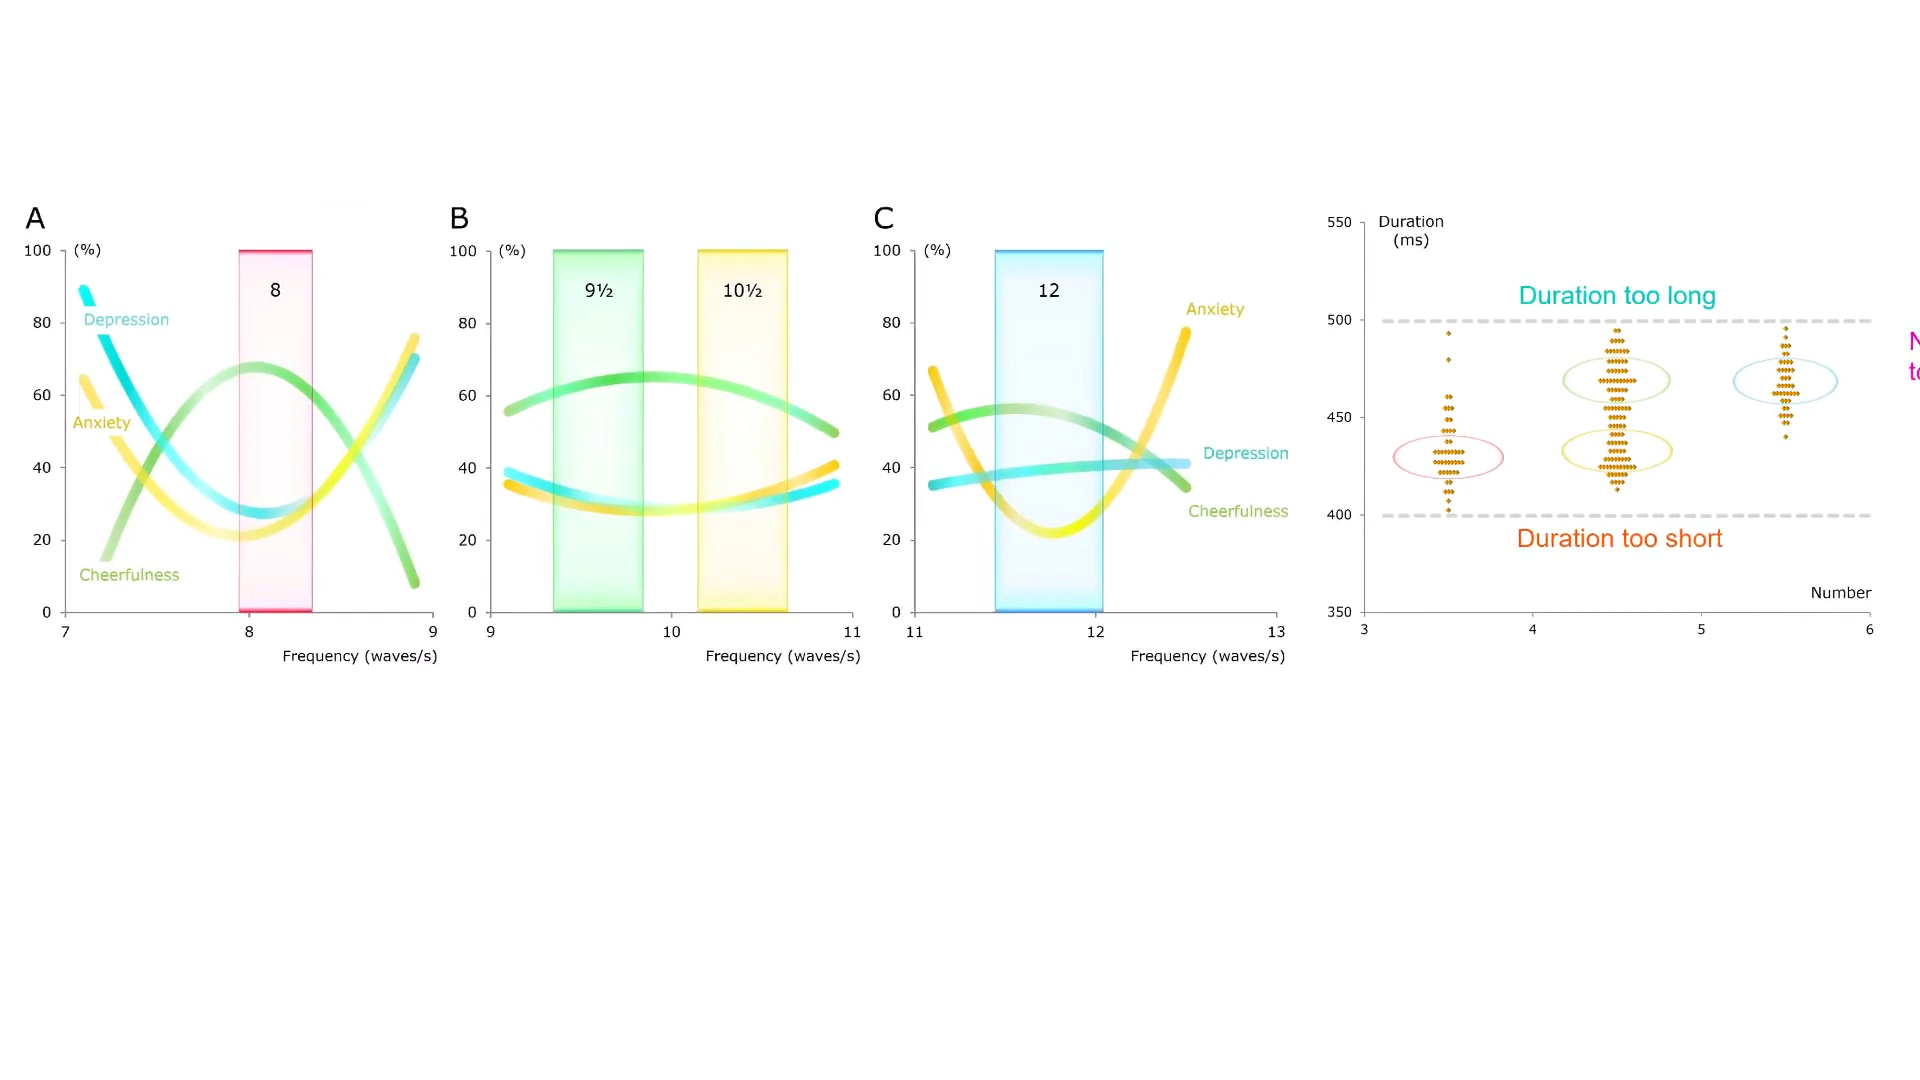 A
(%)
100
80
60
40
20
0
8
Depression
Anxiety
Cheerfulness
7
8
9
Frequency (waves/s)
B
(%)
100
80
60
40
20
0
9½
10½
9
10
11
Frequency (waves/s)
C
(%)
100
80
60
40
20
0
12
Anxiety
Depression
Cheerfulness
11
12
13
Frequency (waves/s)
550
500
450
400
350
Duration
(ms)
Duration too long
Duration too short
Number
3
4
5
6